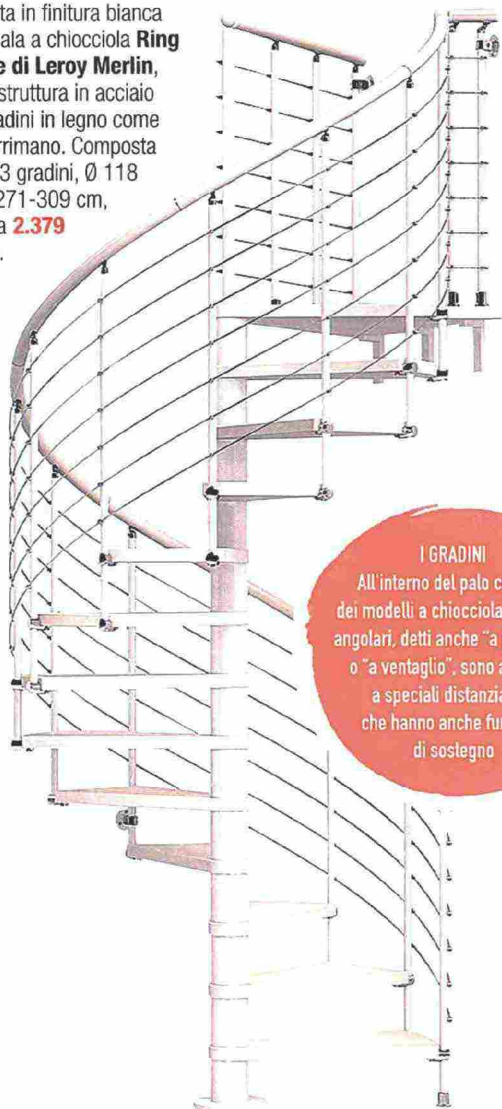 ta in finitura bianca
ala a chiocciola Ring
e di Leroy Merlin,
struttura in acciaio
adini in legno come
rrimano. Composta
3 gradini, Ø 118
271-309 cm,
a 2.379
.
I GRADINI
All'interno del palo c
dei modelli a chiocciola
angolari, detti anche "a
o "a ventaglio", sono a
a speciali distanzia
che hanno anche fu
di sostegno